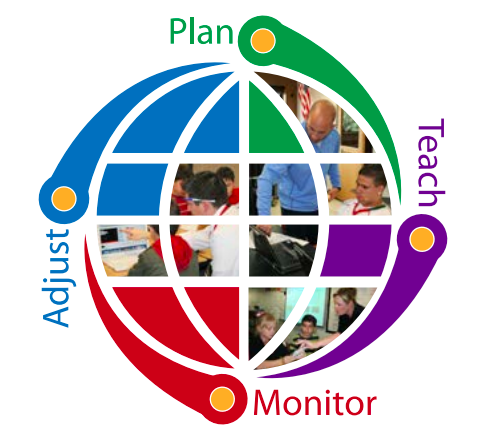 Plan
Teach
Adjust
Monitor